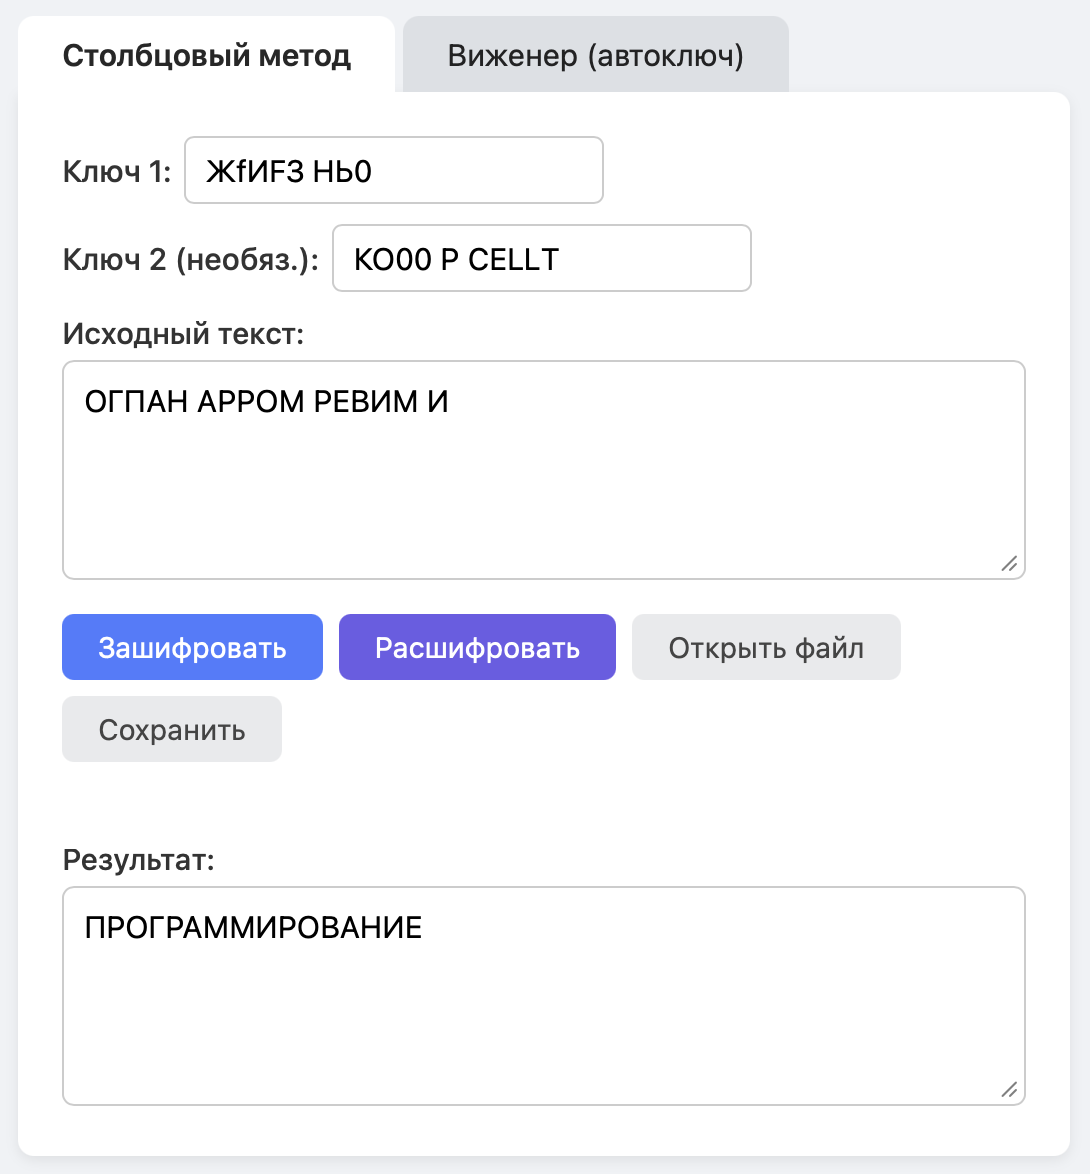 Столбцовый метод
Виженер (автоключ)
Ключ 1: ЖfИFЗ НЬ0
Ключ 2 (необяз.): КО00 Р CELLT
Исходный текст:
ОГПАН АРРОМ РЕВИМ И
Зашифровать
Расшифровать
Открыть файл
Сохранить
Результат:
ПРОГРАММИРОВАНИЕ